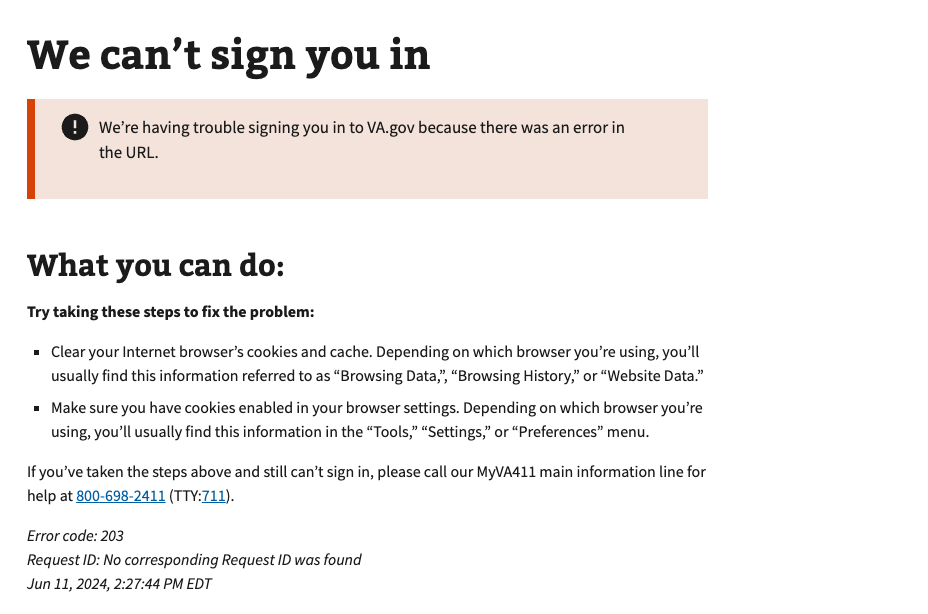 We can’t sign you in
We’re having trouble signing you in to VA.gov because there was an error in
the URL.
What you can do:
Try taking these steps to fix the problem:
Clear your Internet browser’s cookies and cache. Depending on which browser you’re using, you’ll
usually find this information referred to as “Browsing Data,”, “Browsing History,” or “Website Data.”
Make sure you have cookies enabled in your browser settings. Depending on which browser you’re
using, you’ll usually find this information in the “Tools,” “Settings,” or “Preferences” menu.
If you’ve taken the steps above and still can’t sign in, please call our MyVA411 main information line for
help at 800-698-2411 (TTY:711).
Error code: 203
Request ID: No corresponding Request ID was found
Jun 11, 2024, 2:27:44 PM EDT